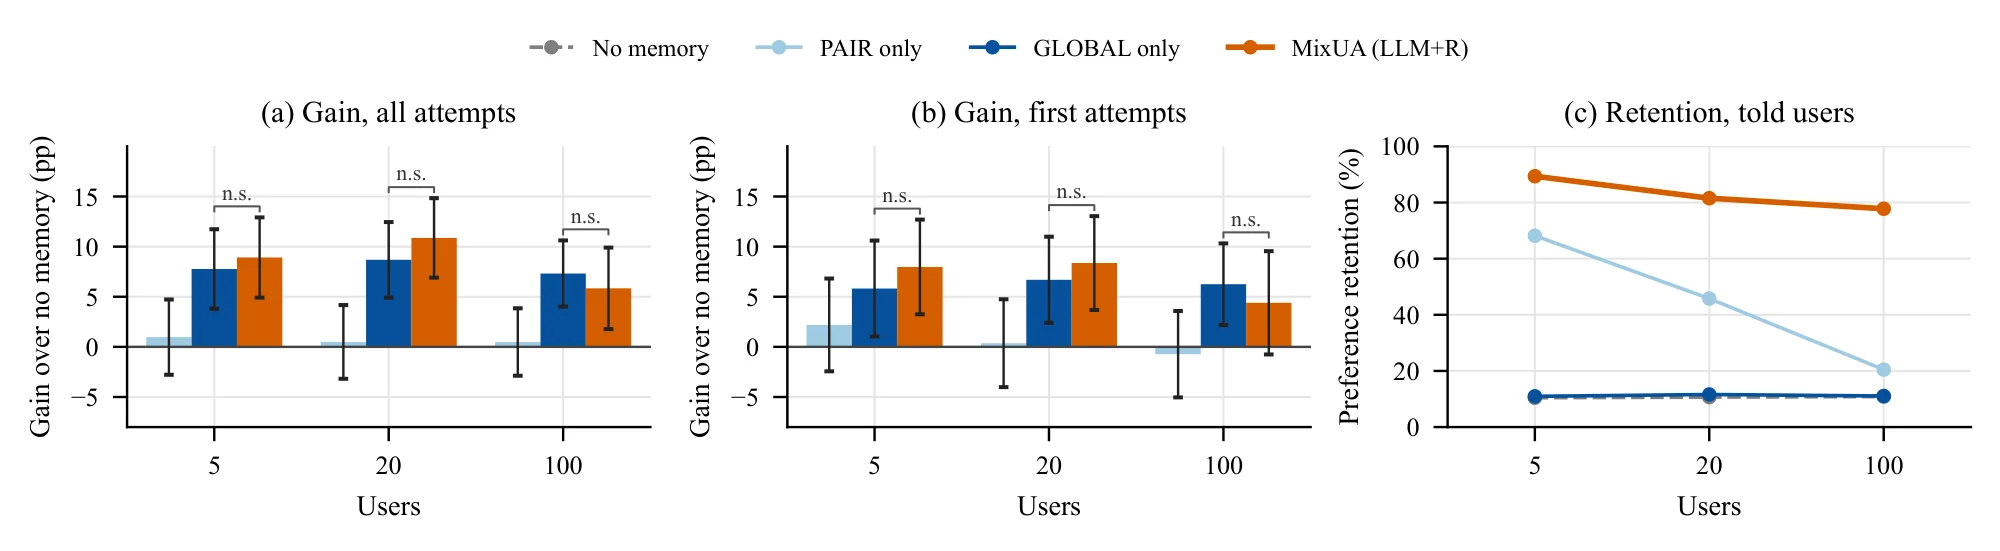 No memory PAIR only GLOBAL only MixUA (LLM+R)
(a) Gain, all attempts
Gain over no memory (pp)
15
10
5
0
−5
n.s.
n.s.
n.s.
5 20 100
Users
(b) Gain, first attempts
Gain over no memory (pp)
15
10
5
0
−5
n.s.
n.s.
n.s.
5 20 100
Users
(c) Retention, told users
Preference retention (%)
100
80
60
40
20
0
5 20 100
Users